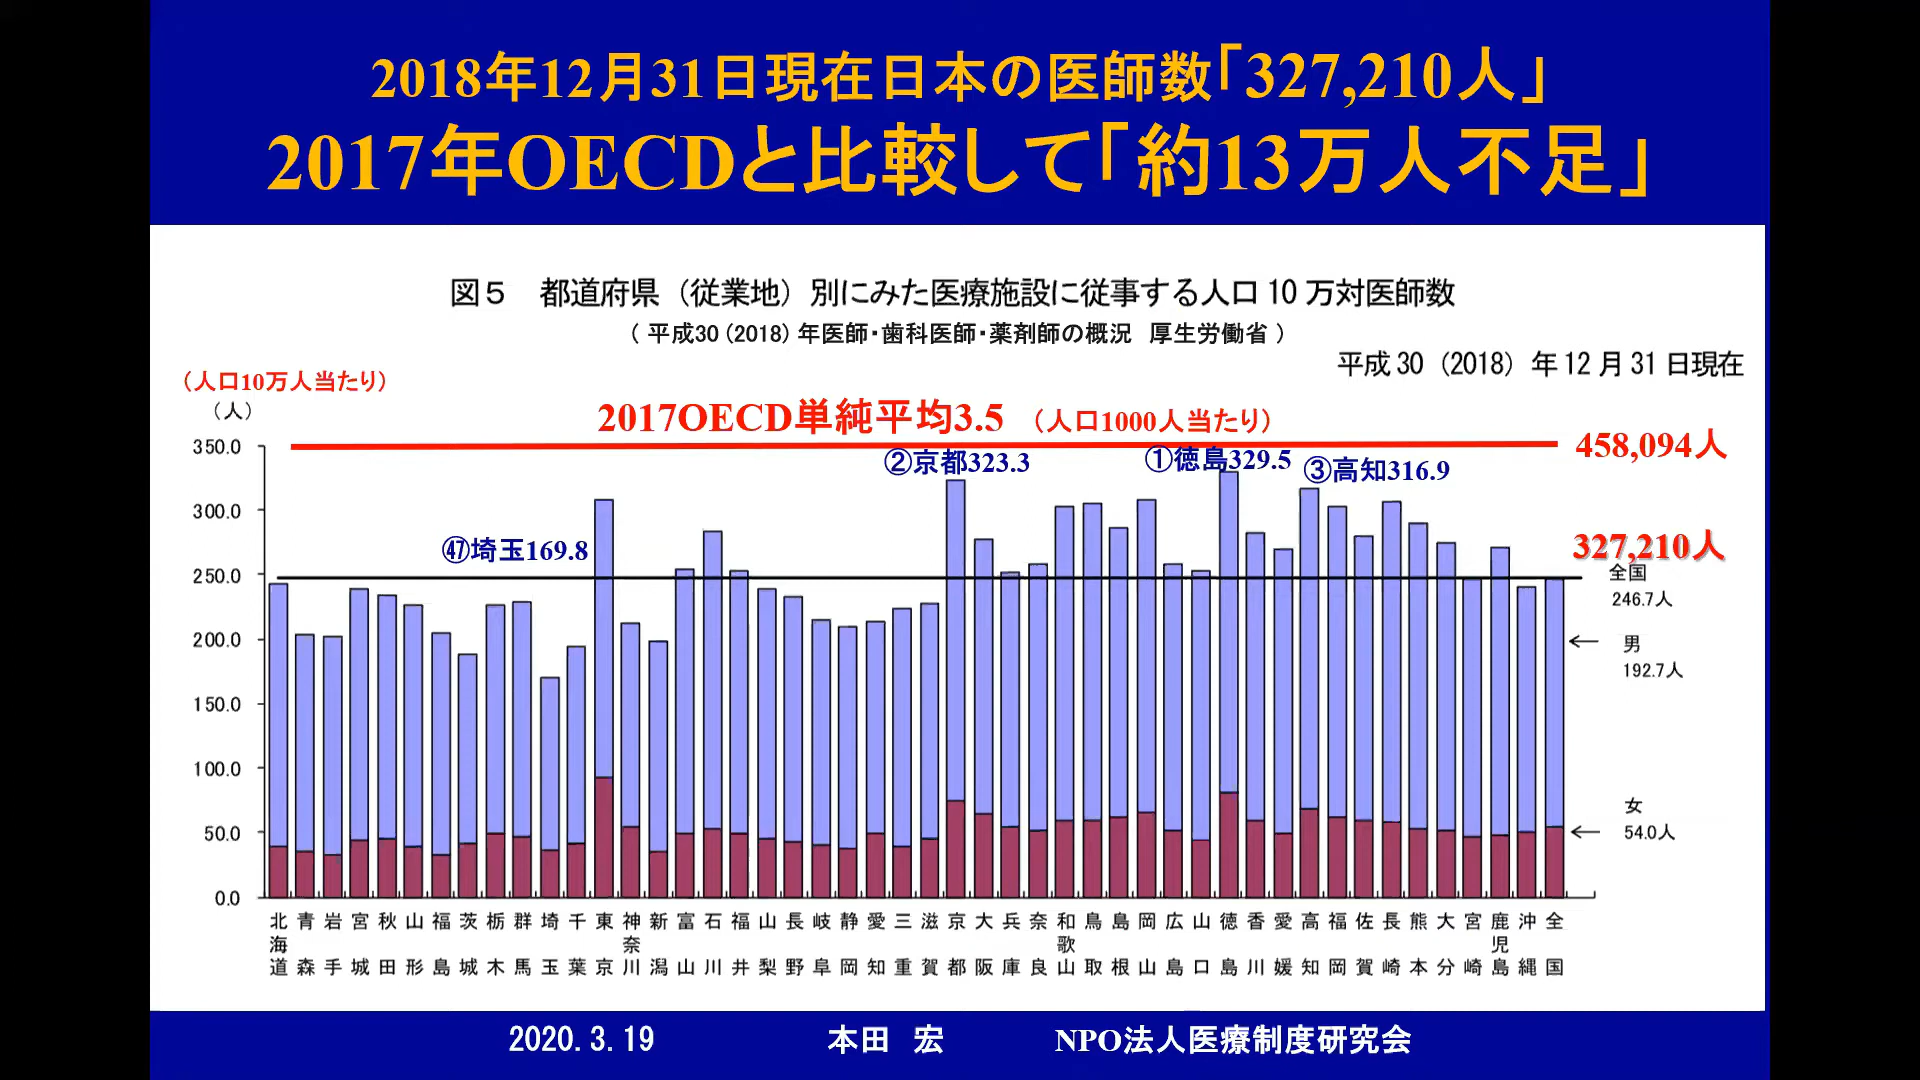 2018年12月31日現在日本の医師数「327,210人」
2017年OECDと比較して「約13万人不足」
図５　都道府県（従業地）別にみた医療施設に従事する人口 10 万対医師数
（ 平成30 (2018) 年医師・歯科医師・薬剤師の概況　厚生労働省 ）
平成 30（2018）年 12 月 31 日現在
（人口10万人当たり）
（人）
2017OECD単純平均3.5 （人口1000人当たり）
458,094人
②京都323.3
①徳島329.5
③高知316.9
㊼埼玉169.8
327,210人
全国
246.7人
男
192.7人
女
54.0人
350.0
300.0
250.0
200.0
150.0
100.0
50.0
0.0
北海道
青森
岩手
宮城
秋田
山形
福島
茨城
栃木
群馬
埼玉
千葉
東京
神奈川
新潟
富山
石川
福井
山梨
長野
岐阜
静岡
愛知
三重
滋賀
京都
大阪
兵庫
奈良
和歌山
鳥取
島根
岡山
広島
山口
徳島
香川
愛媛
高知
福岡
佐賀
長崎
熊本
大分
宮崎
鹿児島
沖縄
全国
2020.3.19　本田　宏　NPO法人医療制度研究会